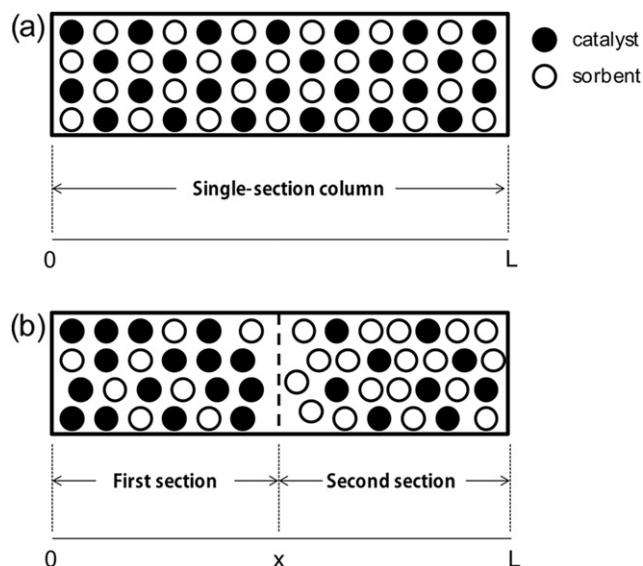 (a)
catalyst
sorbent
Single-section column
0 L
(b)
First section Second section
0 x L